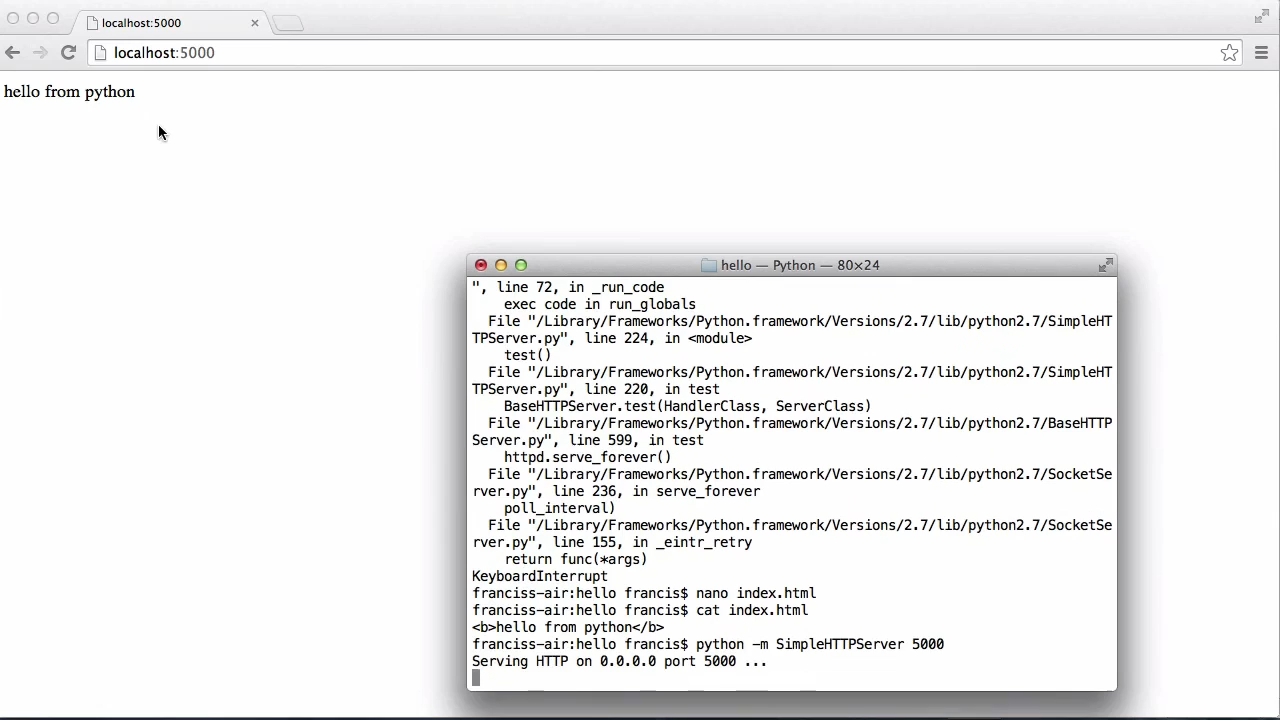 localhost:5000
localhost:5000
hello from python
hello — Python — 80×24
", line 72, in _run_code
exec code in run_globals
File "/Library/Frameworks/Python.framework/Versions/2.7/lib/python2.7/SimpleHT
TPServer.py", line 224, in <module>
test()
File "/Library/Frameworks/Python.framework/Versions/2.7/lib/python2.7/SimpleHT
TPServer.py", line 220, in test
BaseHTTPServer.test(HandlerClass, ServerClass)
File "/Library/Frameworks/Python.framework/Versions/2.7/lib/python2.7/BaseHTTP
Server.py", line 599, in test
httpd.serve_forever()
File "/Library/Frameworks/Python.framework/Versions/2.7/lib/python2.7/SocketSe
rver.py", line 236, in serve_forever
poll_interval)
File "/Library/Frameworks/Python.framework/Versions/2.7/lib/python2.7/SocketSe
rver.py", line 155, in _eintr_retry
return func(*args)
KeyboardInterrupt
franciss-air:hello francis$ nano index.html
franciss-air:hello francis$ cat index.html
<b>hello from python</b>
franciss-air:hello francis$ python -m SimpleHTTPServer 5000
Serving HTTP on 0.0.0.0 port 5000 ...